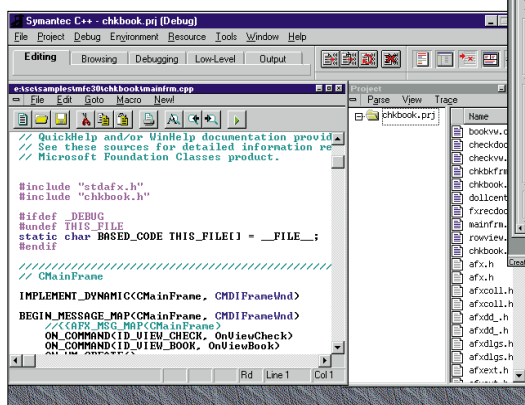 Symantec C++ - chkbook.prj (Debug)
File Project Debug Environment Resource Tools Window Help
Editing Browsing Debugging Low-Level Output
e:\sc\samples\mfc30\chkbook\mainfrm.cpp
File Edit Goto Macro New!
// QuickHelp and/or WinHelp documentation provid
// See these sources for detailed information re
// Microsoft Foundation Classes product.
#include "stdafx.h"
#include "chkbook.h"
#ifdef _DEBUG
#undef THIS_FILE
static char BASED_CODE THIS_FILE[] = __FILE__;
#endif
/////////////////////////////////////////////////
// CMainFrame
IMPLEMENT_DYNAMIC(CMainFrame, CMDIFrameWnd)
BEGIN_MESSAGE_MAP(CMainFrame, CMDIFrameWnd)
//{{AFX_MSG_MAP(CMainFrame)
ON_COMMAND(ID_VIEW_CHECK, OnViewCheck)
ON_COMMAND(ID_VIEW_BOOK, OnViewBook)
ON_WM_CREATE()
Rd Line 1 Col 1
Project
Parse View Trace
chkbook.prj
Name
bookvw.c
checkdoc
checkvw.
chkbkfrm
chkbook.
dollcent
fxrecdoc
mainfrm.
rowview.
chkbook.
afx.h
afx.h
afxcoll.h
afxcoll.h
afxdd_.h
afxdd_.h
afxdlgs.h
afxdlgs.h
afxext.h
afxext.h
Creat